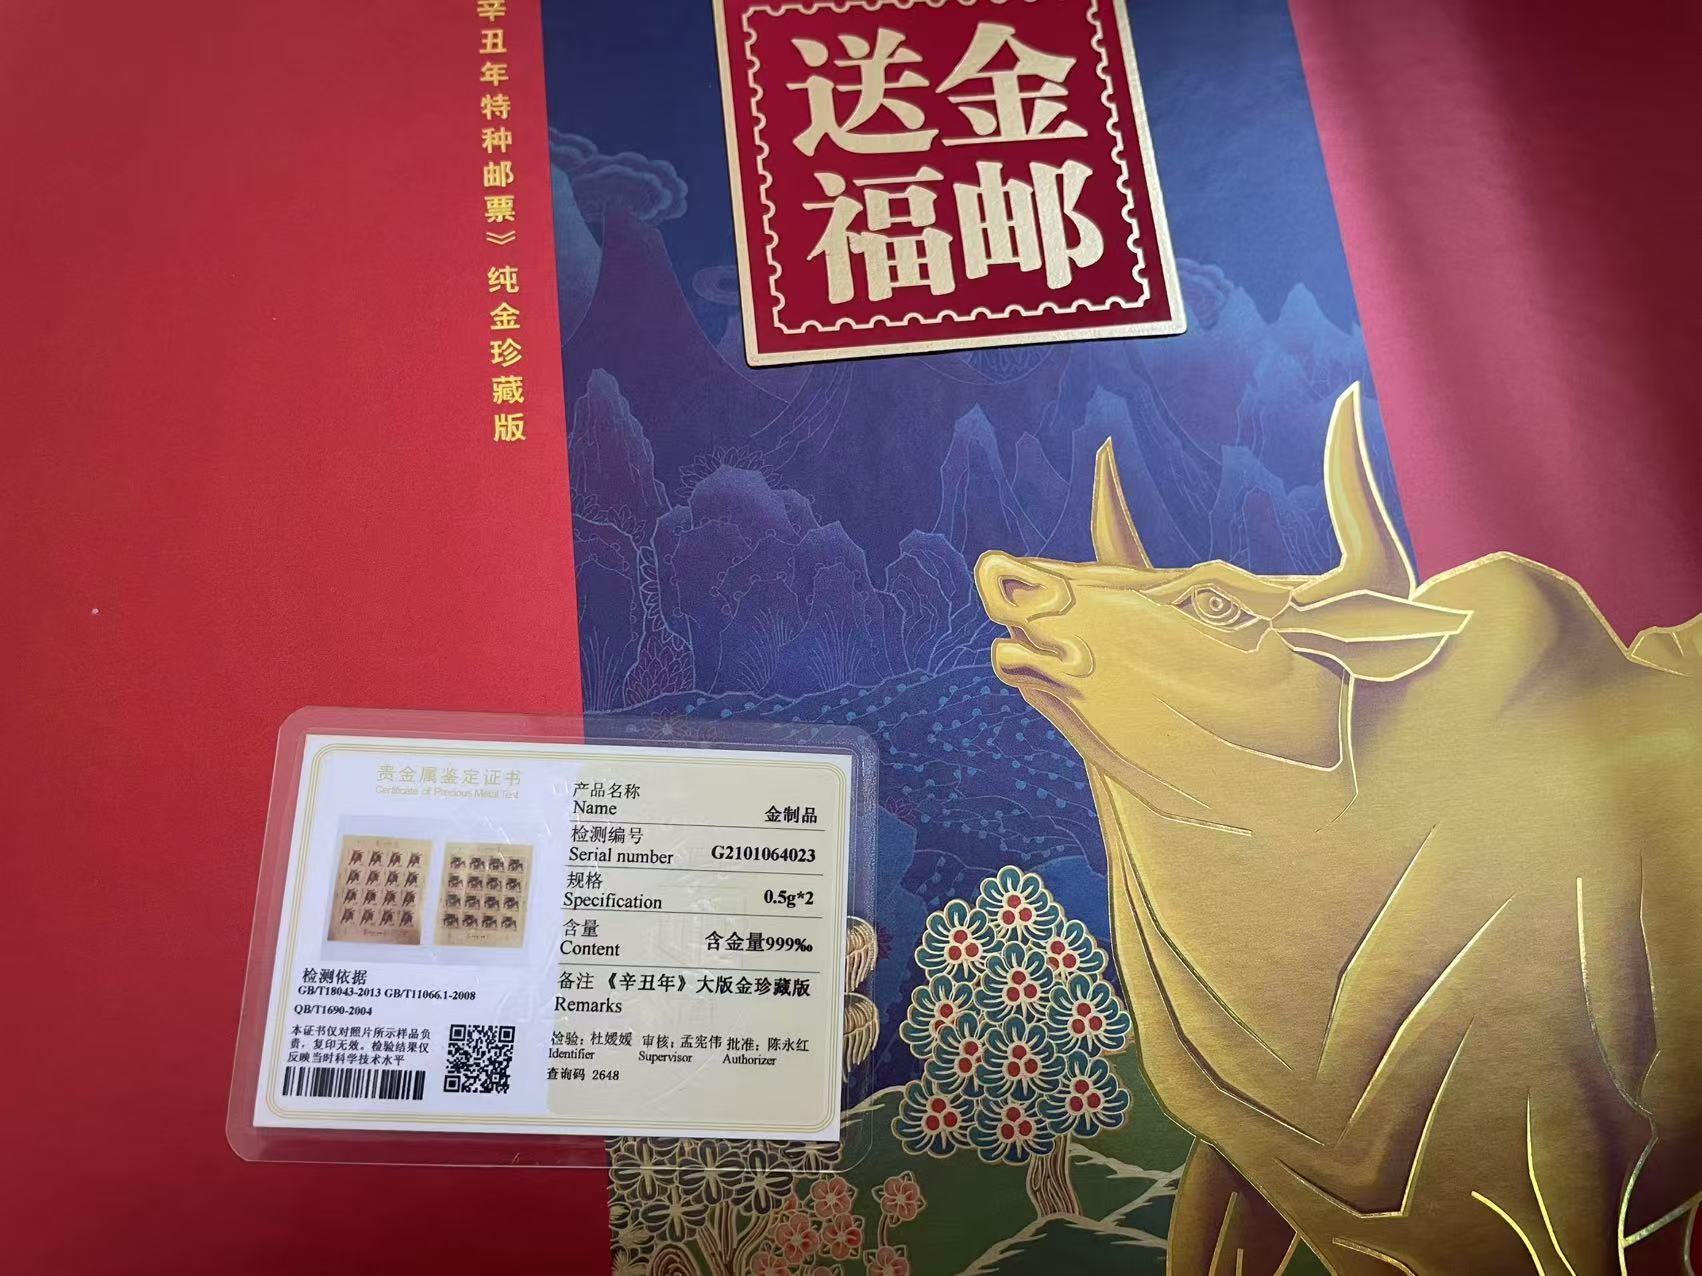 辛丑年特种邮票》纯金珍藏版
金邮
送福
贵金属鉴定证书
Certificate of Precious Metal Test
检测依据
GB/T18043-2013 GB/T11066.1-2008
QB/T1690-2004
本证书仅对照片所示样品负
责，复印无效。检验结果仅
反映当时科学技术水平
产品名称
Name 金制品
检测编号
Serial number G2101064023
规格
Specification 0.5g*2
含量
Content 含金量999‰
备注《辛丑年》大版金珍藏版
Remarks
检验：杜媛媛 审核：孟宪伟 批准：陈永红
Identifier Supervisor Authorizer
查询码 2648